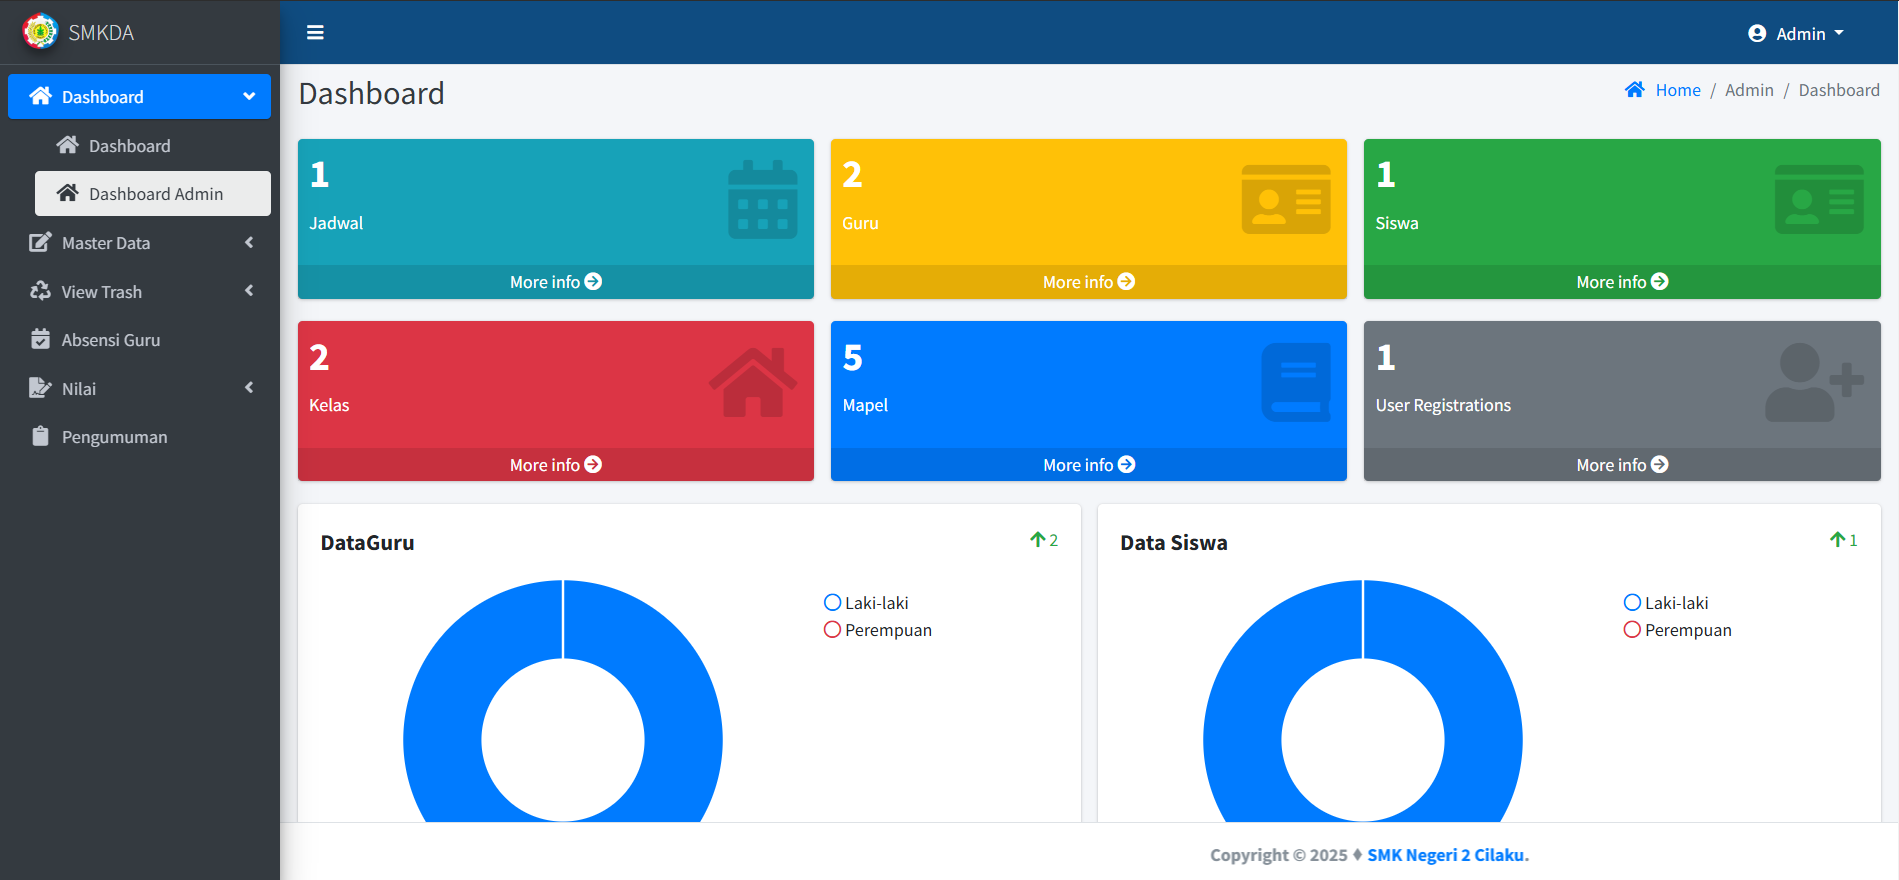 SMKDA
Admin
Dashboard
Dashboard
Dashboard Admin
Master Data
View Trash
Absensi Guru
Nilai
Pengumuman
Dashboard
Home / Admin / Dashboard
1
Jadwal
More info
2
Guru
More info
1
Siswa
More info
2
Kelas
More info
5
Mapel
More info
1
User Registrations
More info
DataGuru
2
Laki-laki
Perempuan
Data Siswa
1
Laki-laki
Perempuan
Copyright © 2025 ♦ SMK Negeri 2 Cilaku.